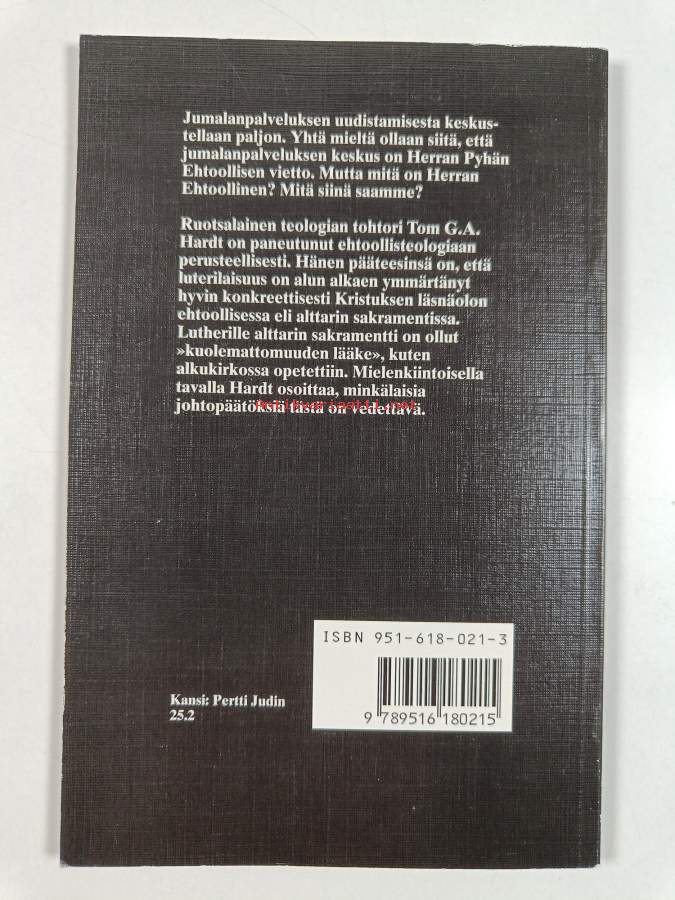 Jumalanpalveluksen uudistamisesta keskus-
tellaan paljon. Yhtä mieltä ollaan siitä, että
jumalanpalveluksen keskus on Herran Pyhän
Ehtoollisen vietto. Mutta mitä on Herran
Ehtoollinen? Mitä siinä saamme?
Ruotsalainen teologian tohtori Tom G.A.
Hardt on paneutunut ehtoollisteologiaan
perusteellisesti. Hänen pääteesinsä on, että
luterilaisuus on alun alkaen ymmärtänyt
hyvin konkreettisesti Kristuksen läsnäolon
ehtoollisessa eli alttarin sakramentissa.
Lutherille alttarin sakramentti on ollut
»kuolemattomuuden lääke», kuten
alkukirkossa opetettiin. Mielenkiintoisella
tavalla Hardt osoittaa, minkälaisia
johtopäätöksiä tästä on vedettävä.
Antikvariaatti.net
ISBN 951-618-021-3
9 789516 180215
Kansi: Pertti Judin
25.2